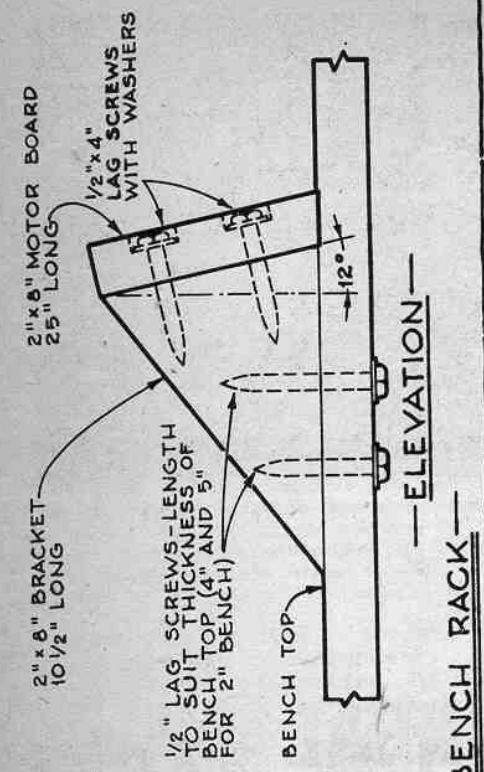 2"x8" MOTOR BOARD
25" LONG
1/2"x4"
LAG SCREWS
WITH WASHERS
2"x8" BRACKET
10 1/2" LONG
1/2" LAG SCREWS-LENGTH
TO SUIT THICKNESS OF
BENCH TOP (4" AND 5"
FOR 2" BENCH)
BENCH TOP
12°
—ELEVATION—
BENCH RACK—